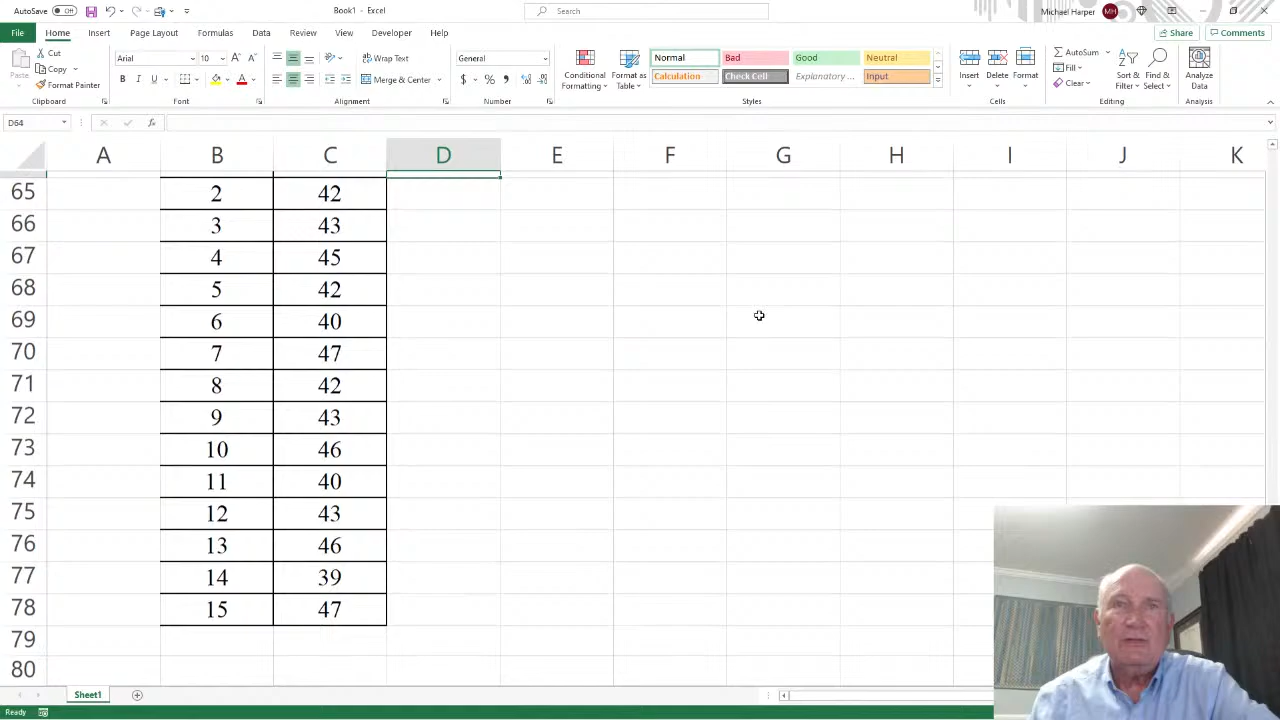 AutoSave Off Book1 - Excel Search Michael Harper MH
File Home Insert Page Layout Formulas Data Review View Developer Help Share Comments
Paste Cut Copy Format Painter Clipboard
Arial 10 A A B I U A Font
ab Wrap Text Merge & Center Alignment
General $ % , Number
Conditional Formatting Format as Table Normal Bad Good Neutral Calculation Check Cell Explanatory ... Input Styles
Insert Delete Format Cells
AutoSum Fill Clear Sort & Filter Find & Select Editing
Analyze Data Analysis
D64 fx
A B C D E F G H I J K
65 2 42
66 3 43
67 4 45
68 5 42
69 6 40
70 7 47
71 8 42
72 9 43
73 10 46
74 11 40
75 12 43
76 13 46
77 14 39
78 15 47
79
80
Sheet1
Ready